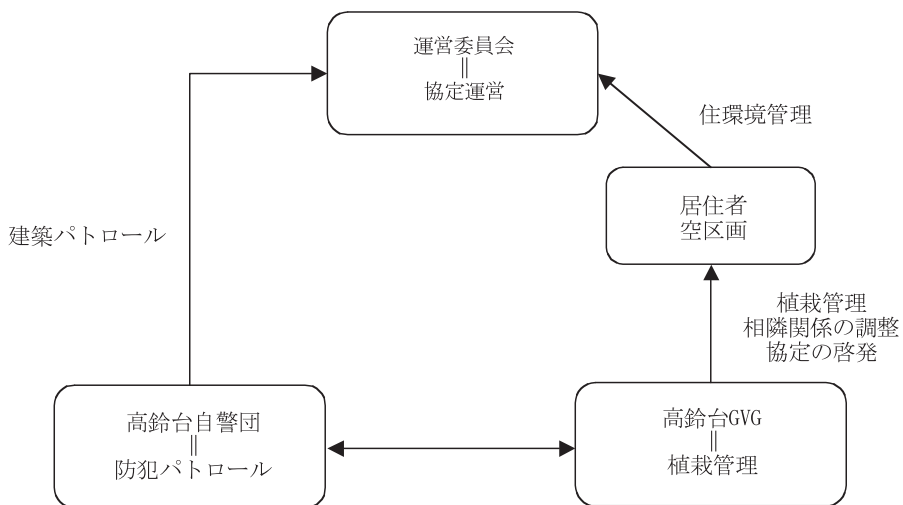 運営委員会
||
協定運営
住環境管理
居住者
空区画
建築パトロール
植栽管理
相隣関係の調整
協定の啓発
高鈴台自警団
||
防犯パトロール
高鈴台GVG
||
植栽管理